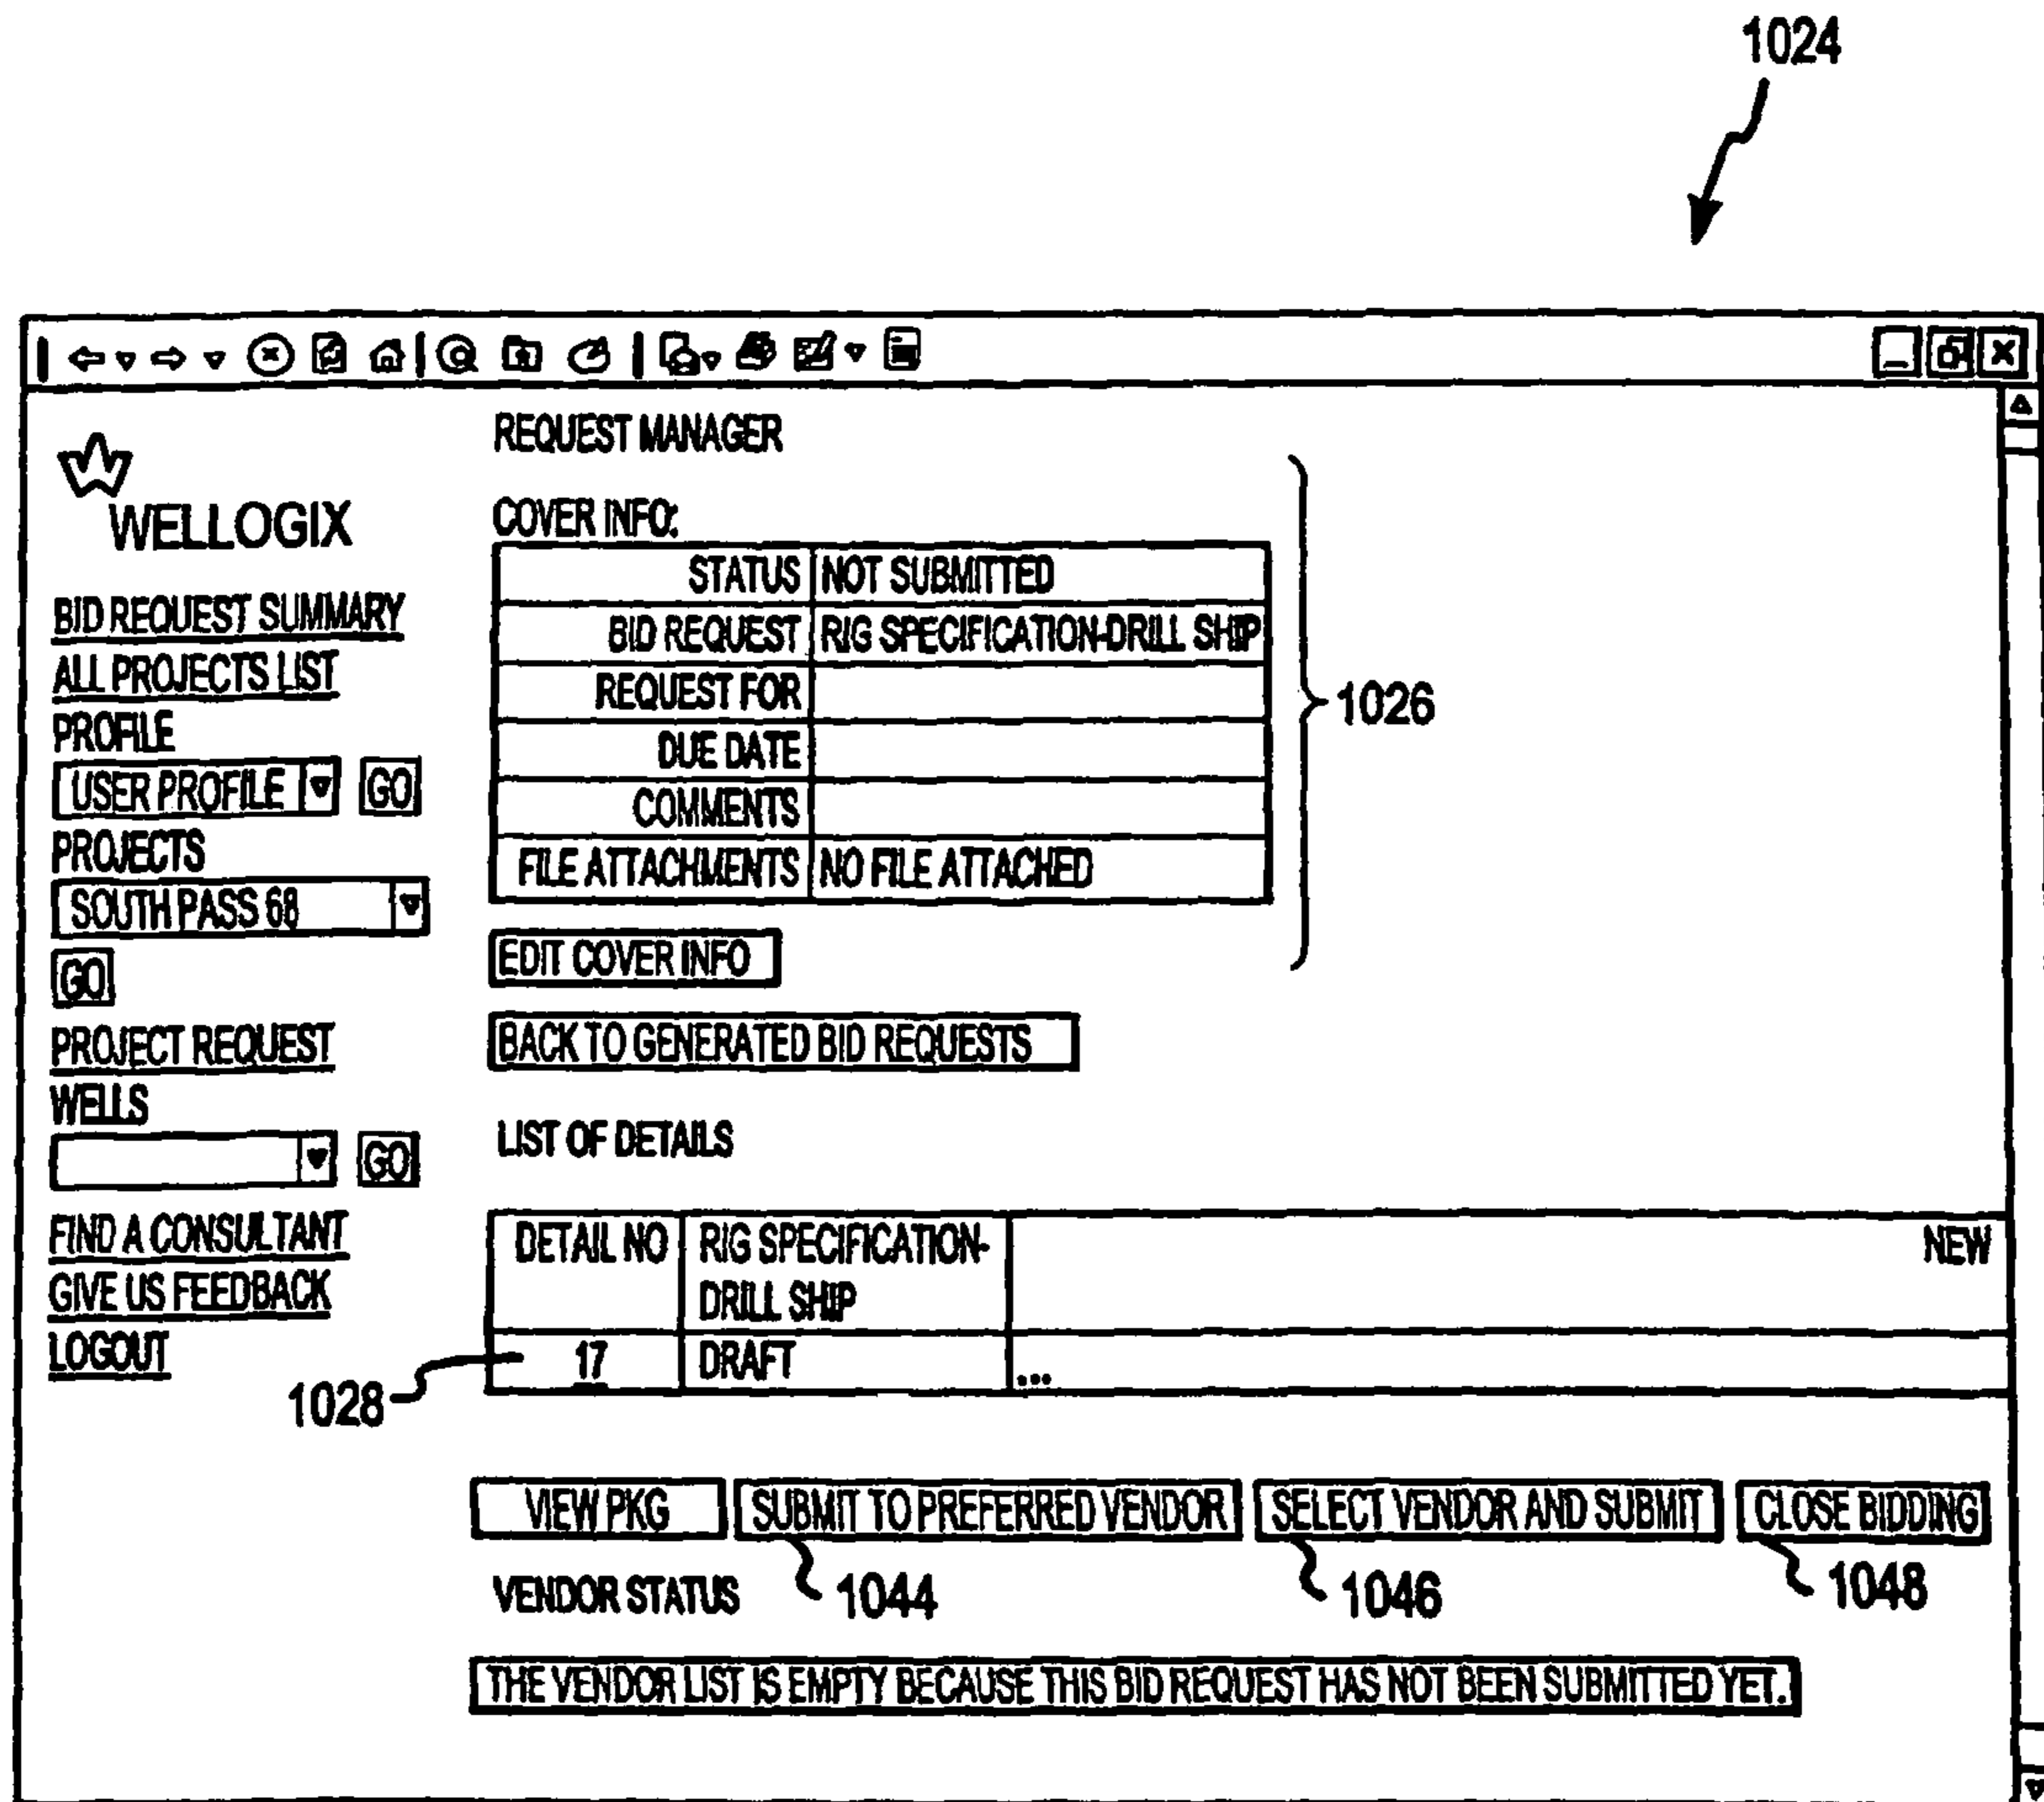 1024
WELLOGIX
BID REQUEST SUMMARY
ALL PROJECTS LIST
PROFILE
USER PROFILE GO
PROJECTS
SOUTH PASS 68
GO
PROJECT REQUEST
WELLS
GO
FIND A CONSULTANT
GIVE US FEEDBACK
LOGOUT
REQUEST MANAGER
COVER INFO:
STATUS NOT SUBMITTED
BID REQUEST RIG SPECIFICATION-DRILL SHIP
REQUEST FOR
DUE DATE
COMMENTS
FILE ATTACHMENTS NO FILE ATTACHED
1026
EDIT COVER INFO
BACK TO GENERATED BID REQUESTS
LIST OF DETAILS
DETAIL NO RIG SPECIFICATION- NEW
DRILL SHIP
17 DRAFT ...
1028
VIEW PKG SUBMIT TO PREFERRED VENDOR SELECT VENDOR AND SUBMIT CLOSE BIDDING
VENDOR STATUS 1044 1046 1048
THE VENDOR LIST IS EMPTY BECAUSE THIS BID REQUEST HAS NOT BEEN SUBMITTED YET.